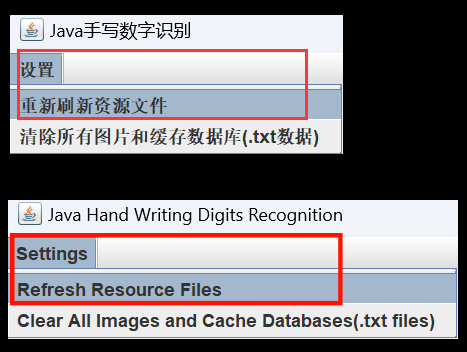 Java手写数字识别
设置
重新刷新资源文件
清除所有图片和缓存数据库(.txt数据)
Java Hand Writing Digits Recognition
Settings
Refresh Resource Files
Clear All Images and Cache Databases(.txt files)